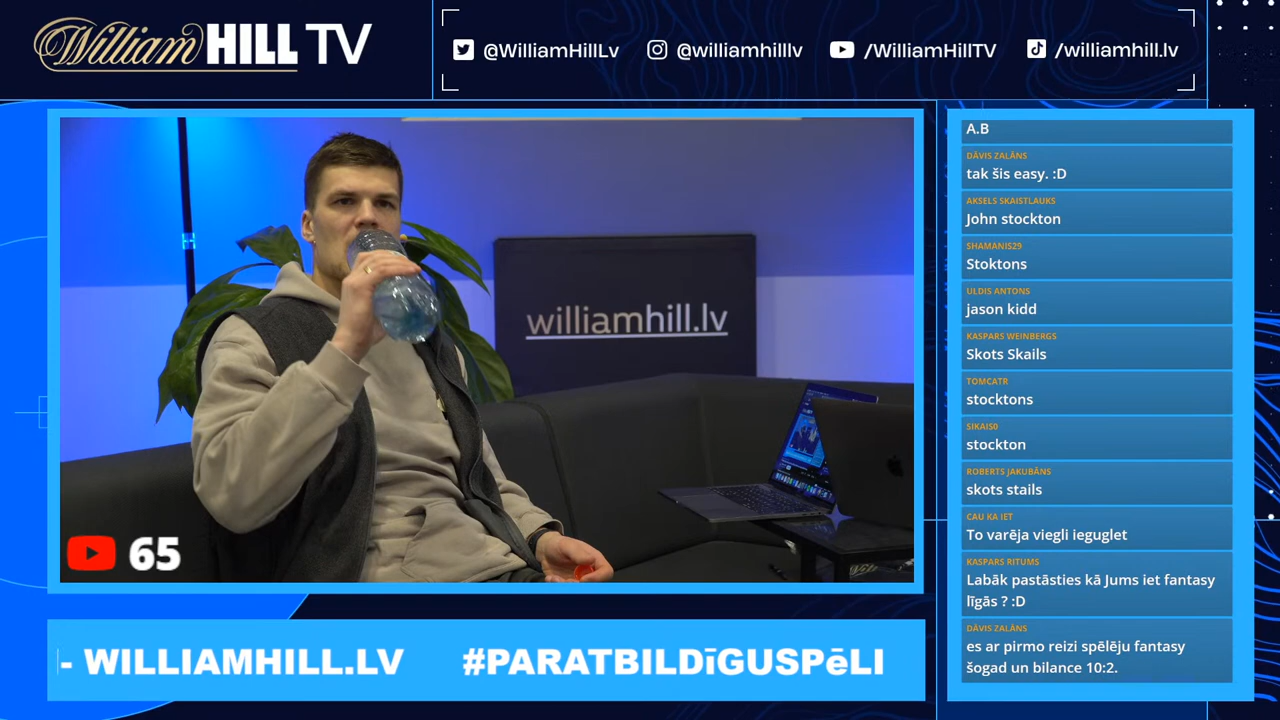 William HILL TV
@WilliamHillLv
@williamhilllv
/WilliamHillTV
/williamhill.lv
williamhill.lv
65
- WILLIAMHILL.LV #PARATBILDīGUSPēLI
A.B
DĀVIS ZALĀNS
tak šis easy. :D
AKSELS SKAISTLAUKS
John stockton
SHAMANIS29
Stoktons
ULDIS ANTONS
jason kidd
KASPARS WEINBERGS
Skots Skails
TOMCATR
stocktons
SIKAIS0
stockton
ROBERTS JAKUBĀNS
skots stails
CAU KA IET
To varēja viegli ieguglet
KASPARS RITUMS
Labāk pastāsties kā Jums iet fantasy
līgās ? :D
DĀVIS ZALĀNS
es ar pirmo reizi spēlēju fantasy
šogad un bilance 10:2.